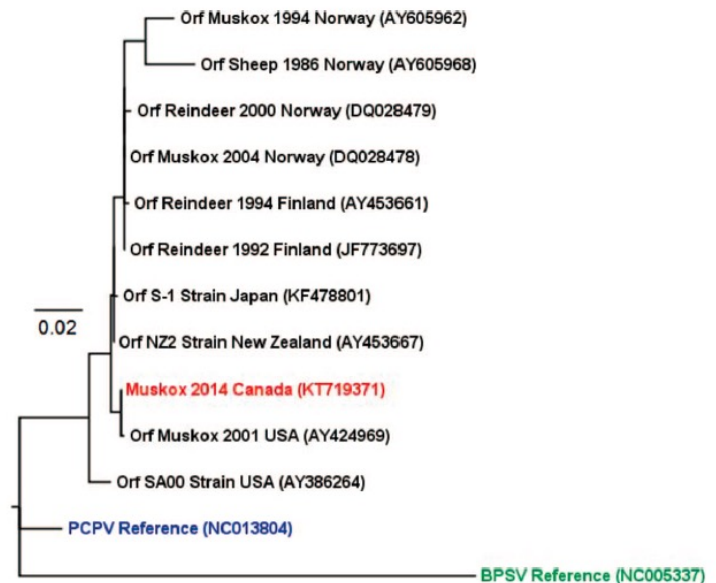 Orf Muskox 1994 Norway (AY605962)
Orf Sheep 1986 Norway (AY605968)
Orf Reindeer 2000 Norway (DQ028479)
Orf Muskox 2004 Norway (DQ028478)
Orf Reindeer 1994 Finland (AY453661)
Orf Reindeer 1992 Finland (JF773697)
Orf S-1 Strain Japan (KF478801)
0.02
Orf NZ2 Strain New Zealand (AY453667)
Muskox 2014 Canada (KT719371)
Orf Muskox 2001 USA (AY424969)
Orf SA00 Strain USA (AY386264)
PCPV Reference (NC013804)
BPSV Reference (NC005337)